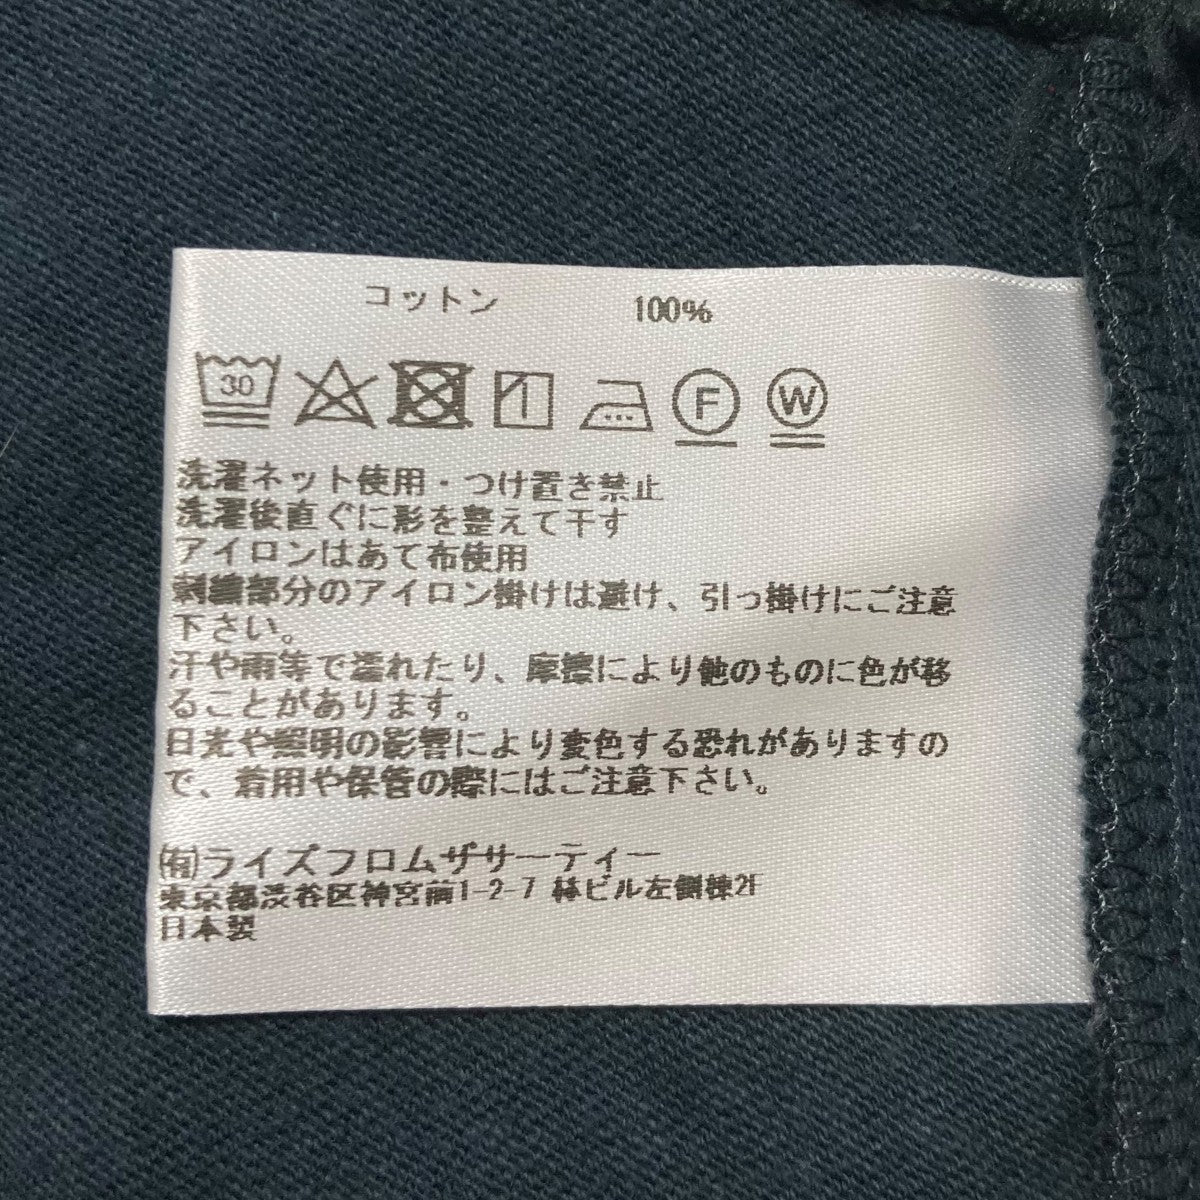 コットン 100%
30 F W
洗濯ネット使用・つけ置き禁止
洗濯後直ぐに形を整えて干す
アイロンはあて布使用
刺繍部分のアイロン掛けは避け、引っ掛けにご注意
下さい。
汗や雨等で濡れたり、摩擦により他のものに色が移
ることがあります。
日光や照明の影響により変色する恐れがありますの
で、着用や保管の際にはご注意下さい。
㈲ライズフロムザサーティー
東京都渋谷区神宮前1-2-7 林ビル左側棟2F
日本製